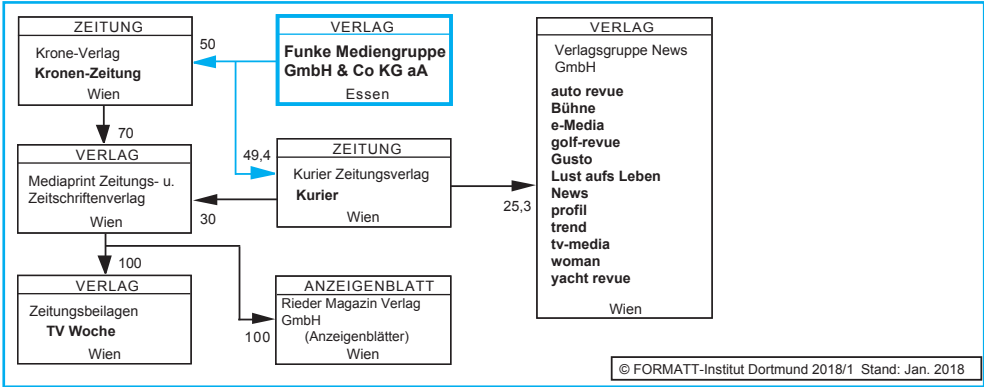 ZEITUNG
Krone-Verlag
Kronen-Zeitung
Wien
50
VERLAG
Funke Mediengruppe
GmbH & Co KG aA
Essen
VERLAG
Verlagsgruppe News
GmbH
auto revue
Bühne
e-Media
golf-revue
Gusto
Lust aufs Leben
News
profil
trend
tv-media
woman
yacht revue
Wien
70
VERLAG
Mediaprint Zeitungs- u.
Zeitschriftenverlag
Wien
49,4
ZEITUNG
Kurier Zeitungsverlag
Kurier
Wien
30
25,3
100
VERLAG
Zeitungsbeilagen
TV Woche
Wien
100
ANZEIGENBLATT
Rieder Magazin Verlag
GmbH
(Anzeigenblätter)
Wien
© FORMATT-Institut Dortmund 2018/1 Stand: Jan. 2018